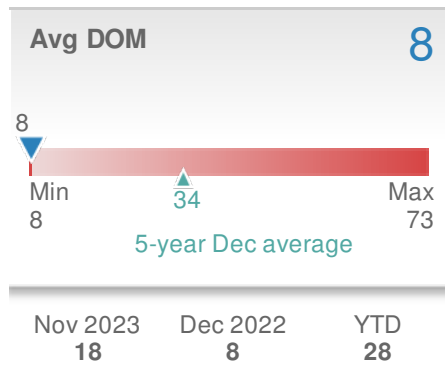 Avg DOM 8
8
Min 34 Max
8 73
5-year Dec average
Nov 2023 Dec 2022 YTD
18 8 28